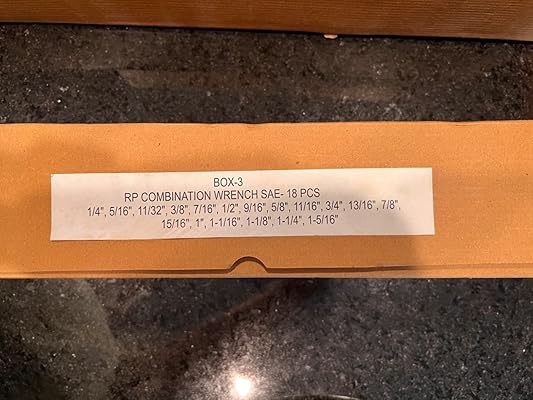 BOX-3
RP COMBINATION WRENCH SAE- 18 PCS
1/4", 5/16", 11/32", 3/8", 7/16", 1/2", 9/16", 5/8", 11/16", 3/4", 13/16", 7/8",
15/16", 1", 1-1/16", 1-1/8", 1-1/4", 1-5/16"